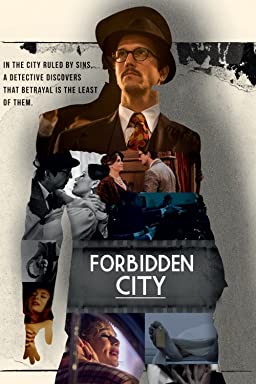 IN THE CITY RULED BY SINS...
A DETECTIVE DISCOVERS
THAT BETRAYAL IS THE LEAST
OF THEM.
FORBIDDEN
CITY